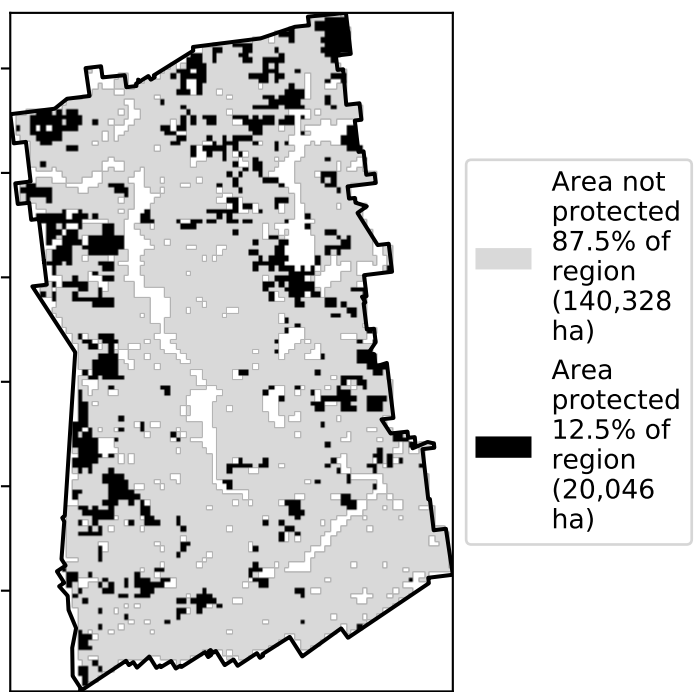 Area not
protected
87.5% of
region
(140,328
ha)
Area
protected
12.5% of
region
(20,046
ha)